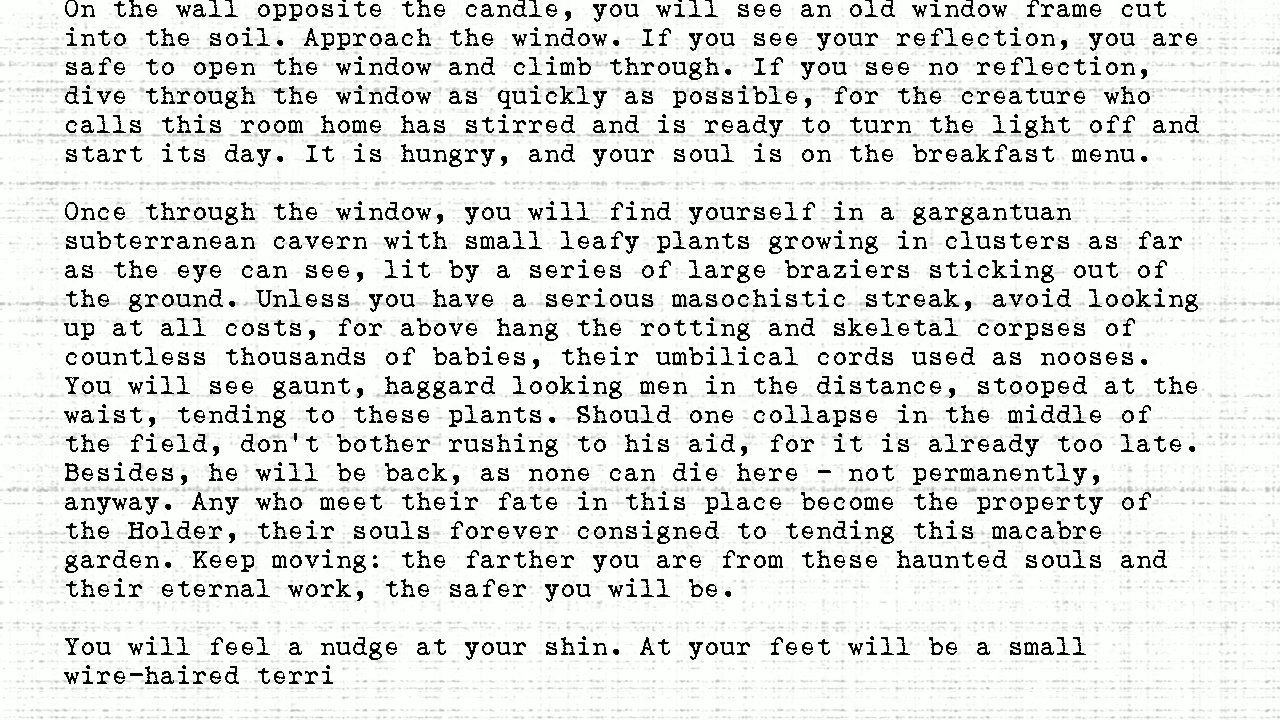 On the wall opposite the candle, you will see an old window frame cut
into the soil. Approach the window. If you see your reflection, you are
safe to open the window and climb through. If you see no reflection,
dive through the window as quickly as possible, for the creature who
calls this room home has stirred and is ready to turn the light off and
start its day. It is hungry, and your soul is on the breakfast menu.
Once through the window, you will find yourself in a gargantuan
subterranean cavern with small leafy plants growing in clusters as far
as the eye can see, lit by a series of large braziers sticking out of
the ground. Unless you have a serious masochistic streak, avoid looking
up at all costs, for above hang the rotting and skeletal corpses of
countless thousands of babies, their umbilical cords used as nooses.
You will see gaunt, haggard looking men in the distance, stooped at the
waist, tending to these plants. Should one collapse in the middle of
the field, don't bother rushing to his aid, for it is already too late.
Besides, he will be back, as none can die here - not permanently,
anyway. Any who meet their fate in this place become the property of
the Holder, their souls forever consigned to tending this macabre
garden. Keep moving: the farther you are from these haunted souls and
their eternal work, the safer you will be.
You will feel a nudge at your shin. At your feet will be a small
wire-haired terri